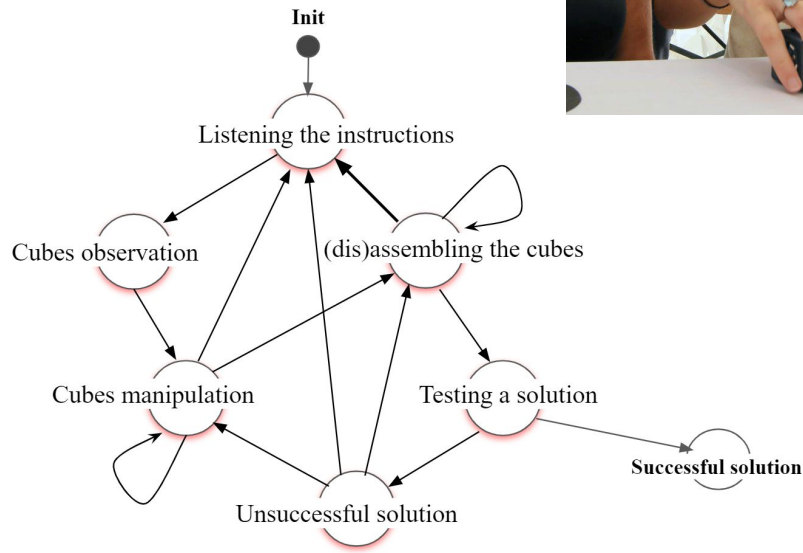 Init
Listening the instructions
Cubes observation
(dis)assembling the cubes
Cubes manipulation
Testing a solution
Successful solution
Unsuccessful solution